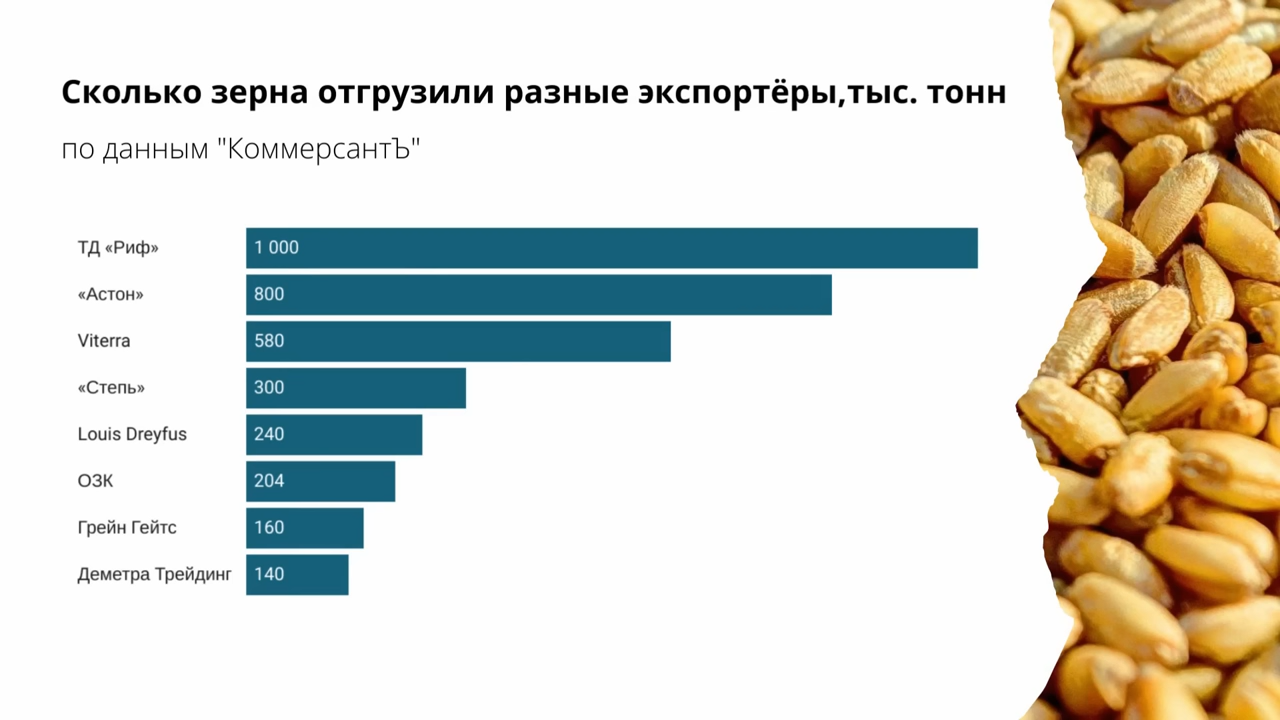 Сколько зерна отгрузили разные экспортёры,тыс. тонн
по данным "КоммерсантЪ"
ТД «Риф» 1 000
«Астон» 800
Viterra 580
«Степь» 300
Louis Dreyfus 240
ОЗК 204
Грейн Гейтс 160
Деметра Трейдинг 140